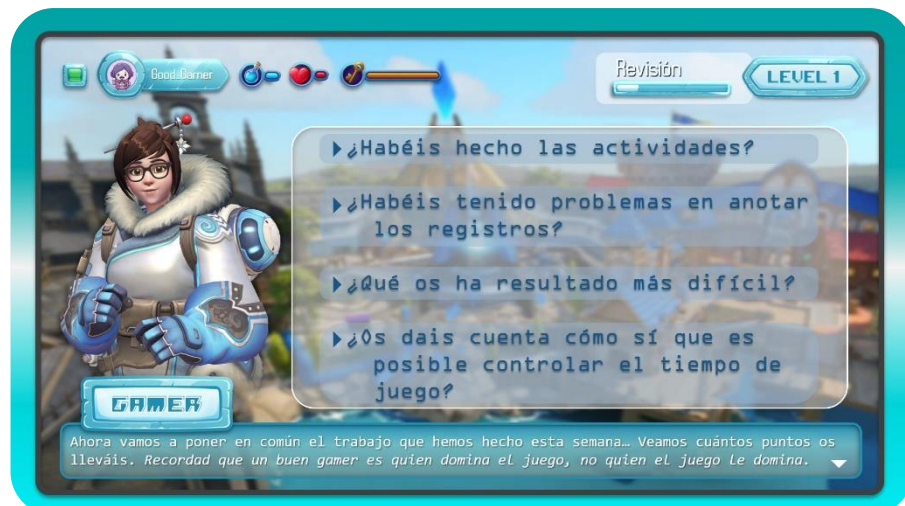 Good_Gamer
Revisión
LEVEL 1
¿Habéis hecho las actividades?
¿Habéis tenido problemas en anotar
los registros?
¿Qué os ha resultado más difícil?
¿Os dais cuenta cómo sí que es
posible controlar el tiempo de
juego?
GAMER
Ahora vamos a poner en común el trabajo que hemos hecho esta semana… Veamos cuántos puntos os
lleváis. Recordad que un buen gamer es quien domina el juego, no quien el juego le domina.